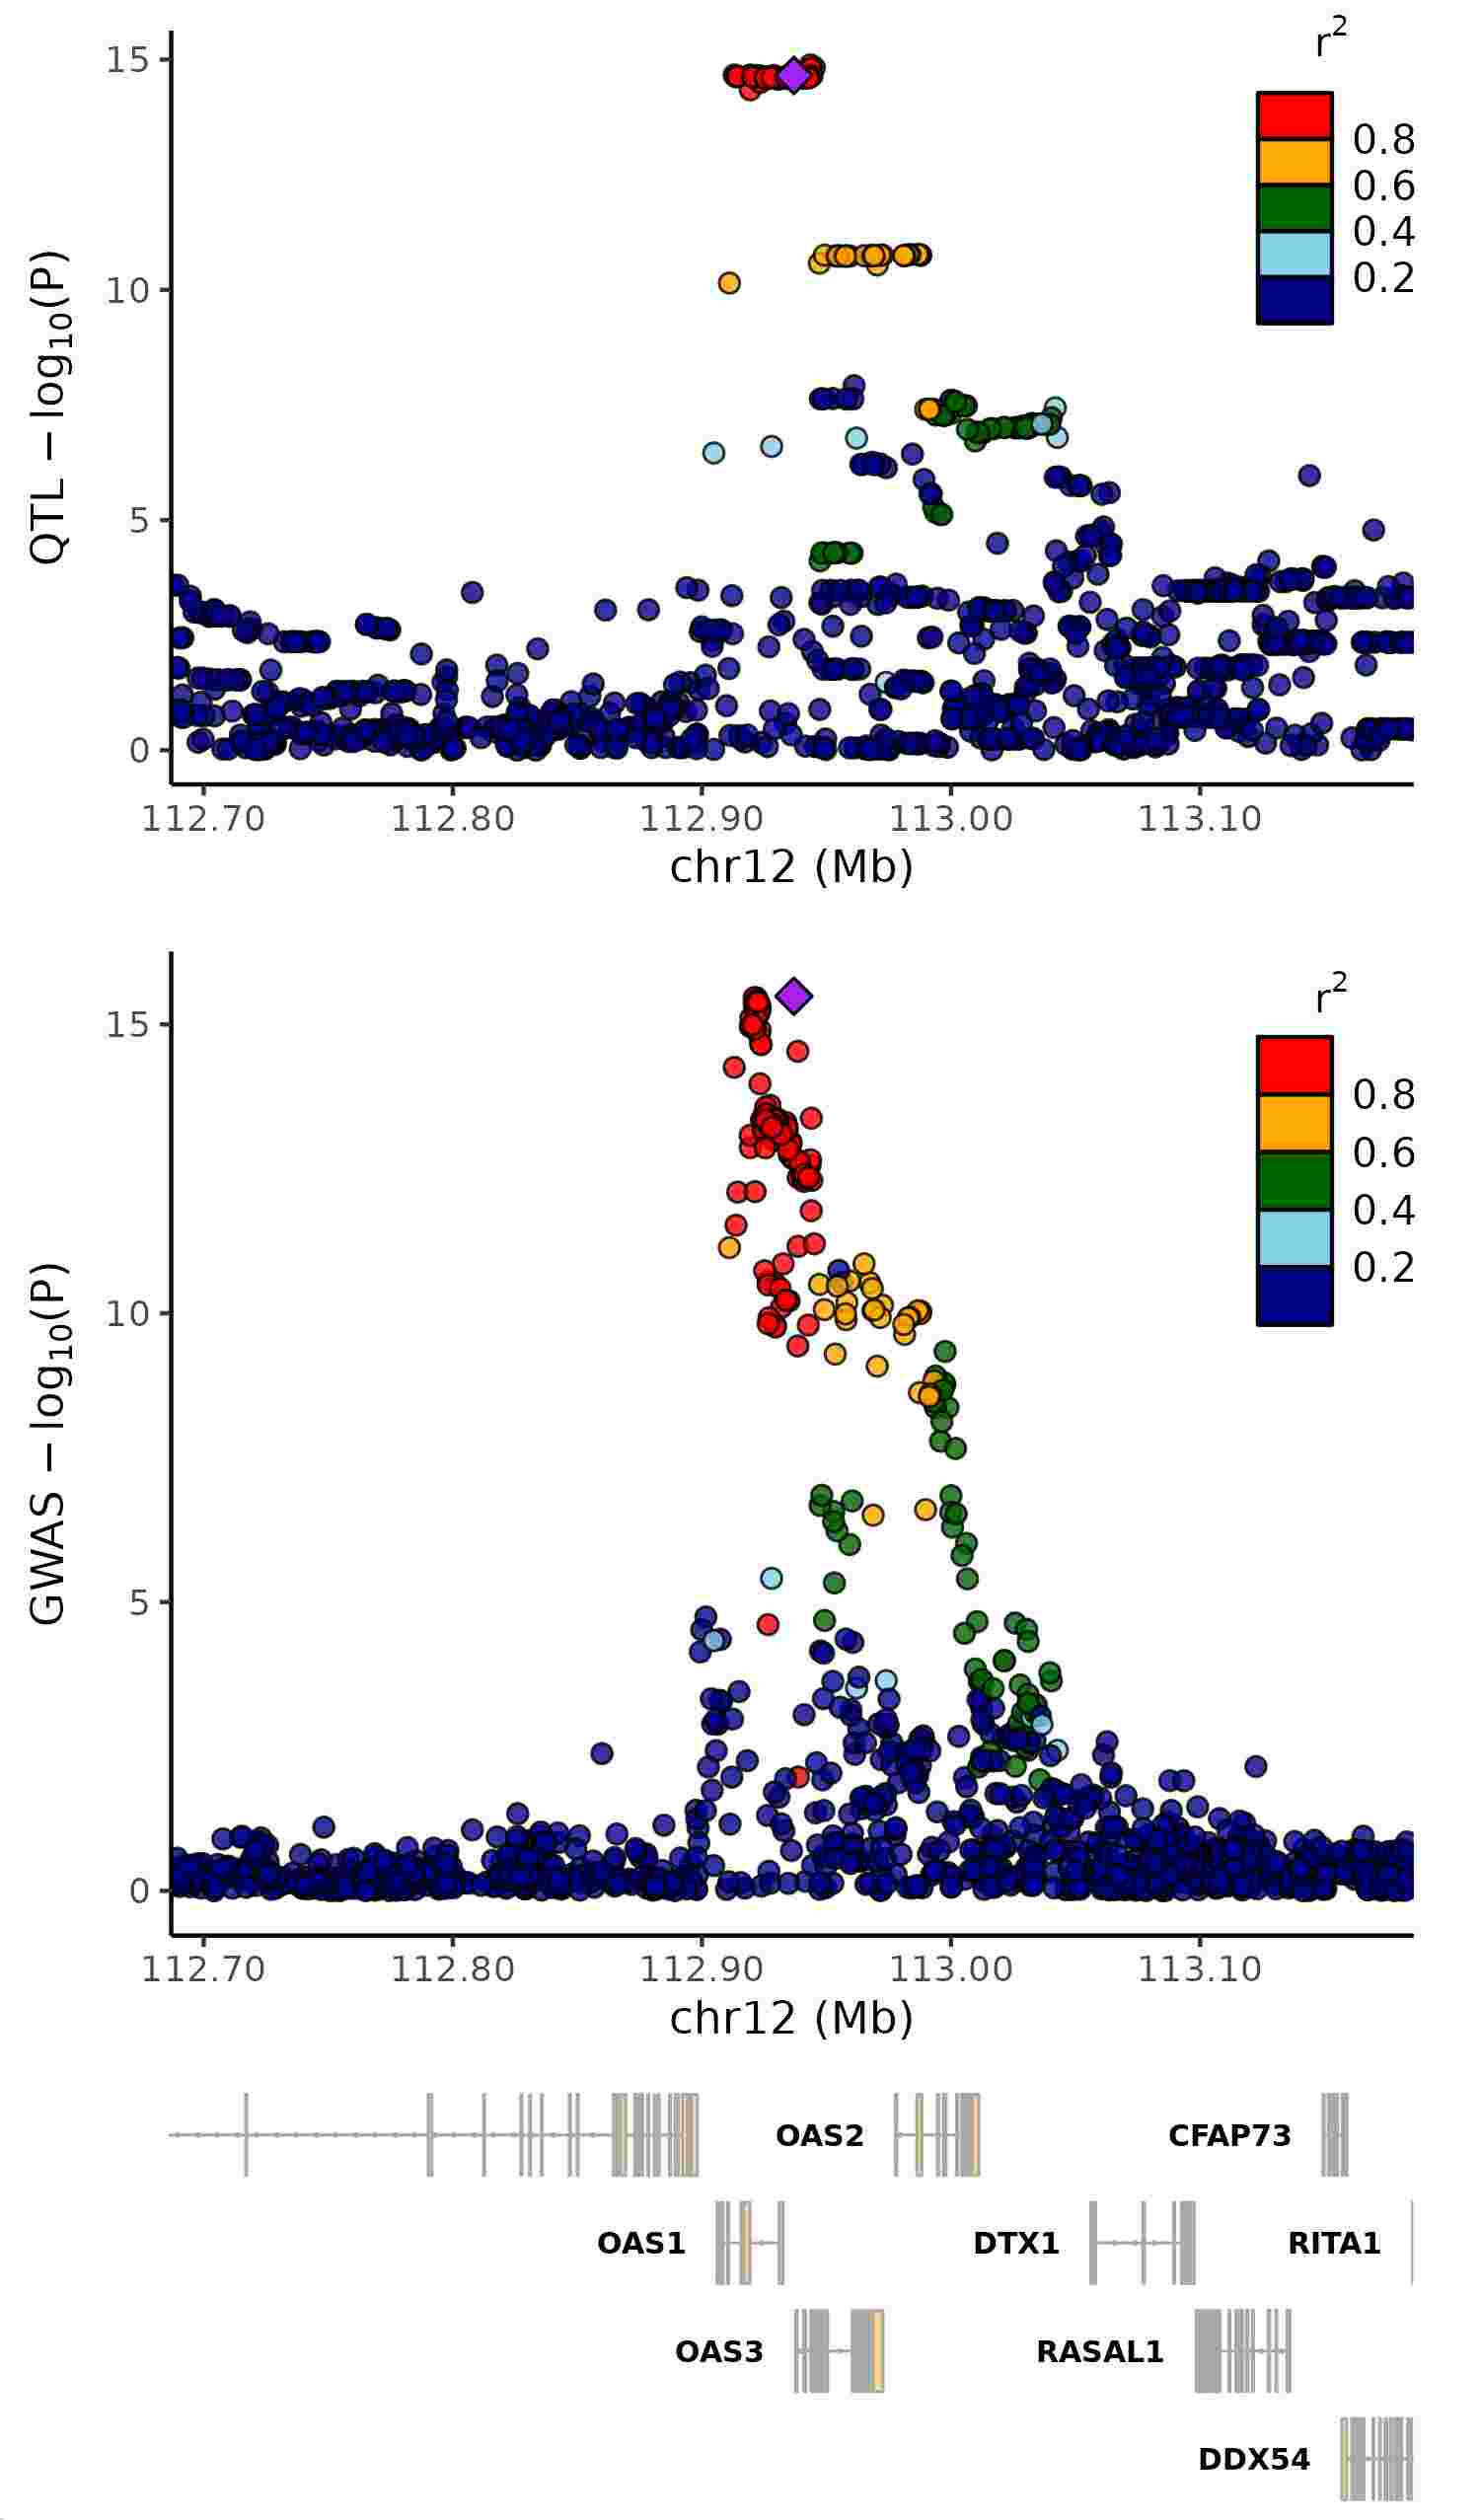 r²
15
10
5
0
QTL −log₁₀(P)
0.8
0.6
0.4
0.2
112.70 112.80 112.90 113.00 113.10
chr12 (Mb)
r²
15
10
5
0
GWAS −log₁₀(P)
0.8
0.6
0.4
0.2
112.70 112.80 112.90 113.00 113.10
chr12 (Mb)
OAS2 CFAP73
OAS1 DTX1 RITA1
OAS3 RASAL1
DDX54